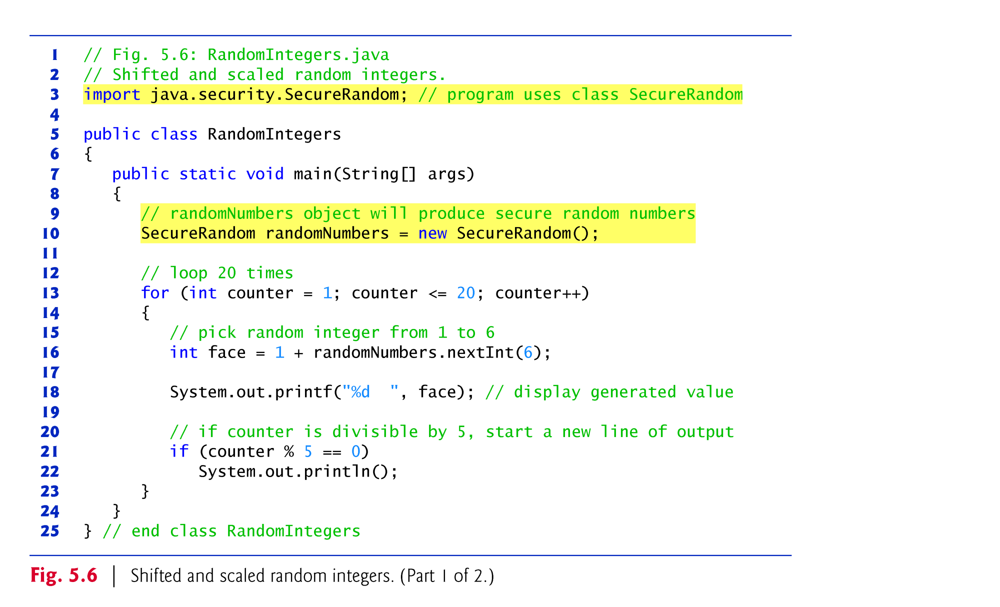 1 // Fig. 5.6: RandomIntegers.java
2 // Shifted and scaled random integers.
3 import java.security.SecureRandom; // program uses class SecureRandom
4
5 public class RandomIntegers
6 {
7    public static void main(String[] args)
8    {
9       // randomNumbers object will produce secure random numbers
10       SecureRandom randomNumbers = new SecureRandom();
11
12       // loop 20 times
13       for (int counter = 1; counter <= 20; counter++)
14       {
15          // pick random integer from 1 to 6
16          int face = 1 + randomNumbers.nextInt(6);
17
18          System.out.printf("%d  ", face); // display generated value
19
20          // if counter is divisible by 5, start a new line of output
21          if (counter % 5 == 0)
22             System.out.println();
23       }
24    }
25 } // end class RandomIntegers
Fig. 5.6 | Shifted and scaled random integers. (Part 1 of 2.)